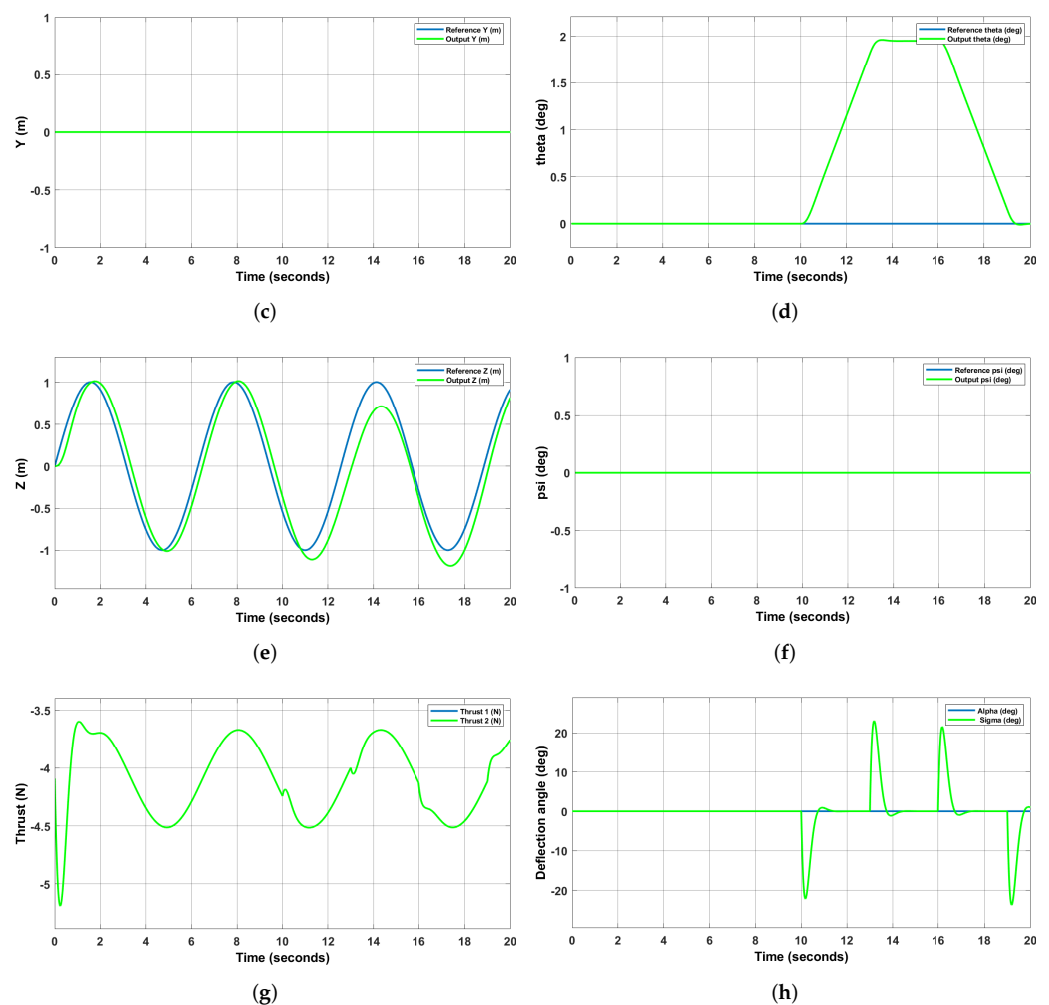 1
0.5
0
-0.5
-1
Y (m)
Reference Y (m)
Output Y (m)
0 2 4 6 8 10 12 14 16 18 20
Time (seconds)
(c)
2
1.5
1
0.5
0
theta (deg)
Reference theta (deg)
Output theta (deg)
0 2 4 6 8 10 12 14 16 18 20
Time (seconds)
(d)
1
0.5
0
-0.5
-1
Z (m)
Reference Z (m)
Output Z (m)
0 2 4 6 8 10 12 14 16 18 20
Time (seconds)
(e)
1
0.5
0
-0.5
-1
psi (deg)
Reference psi (deg)
Output psi (deg)
0 2 4 6 8 10 12 14 16 18 20
Time (seconds)
(f)
-3.5
-4
-4.5
-5
Thrust (N)
Thrust 1 (N)
Thrust 2 (N)
0 2 4 6 8 10 12 14 16 18 20
Time (seconds)
(g)
20
10
0
-10
-20
Deflection angle (deg)
Alpha (deg)
Sigma (deg)
0 2 4 6 8 10 12 14 16 18 20
Time (seconds)
(h)